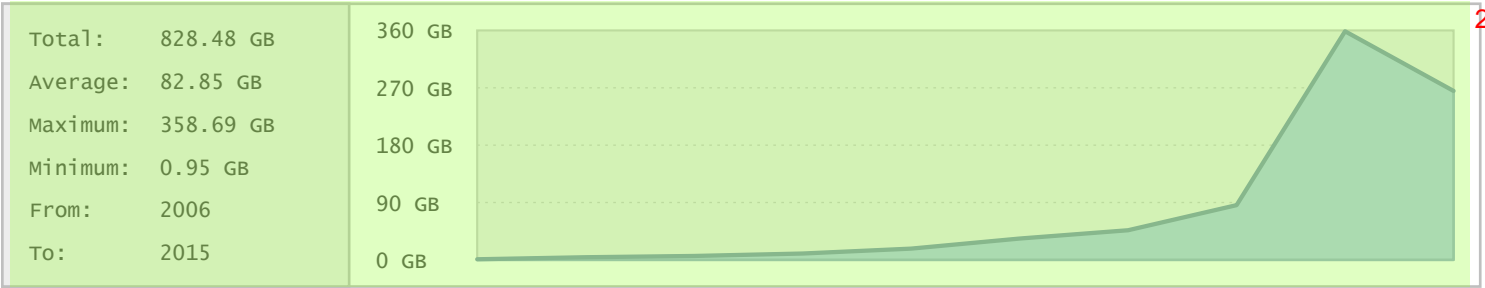 Total: 828.48 GB
Average: 82.85 GB
Maximum: 358.69 GB
Minimum: 0.95 GB
From: 2006
To: 2015
360 GB
270 GB
180 GB
90 GB
0 GB
2